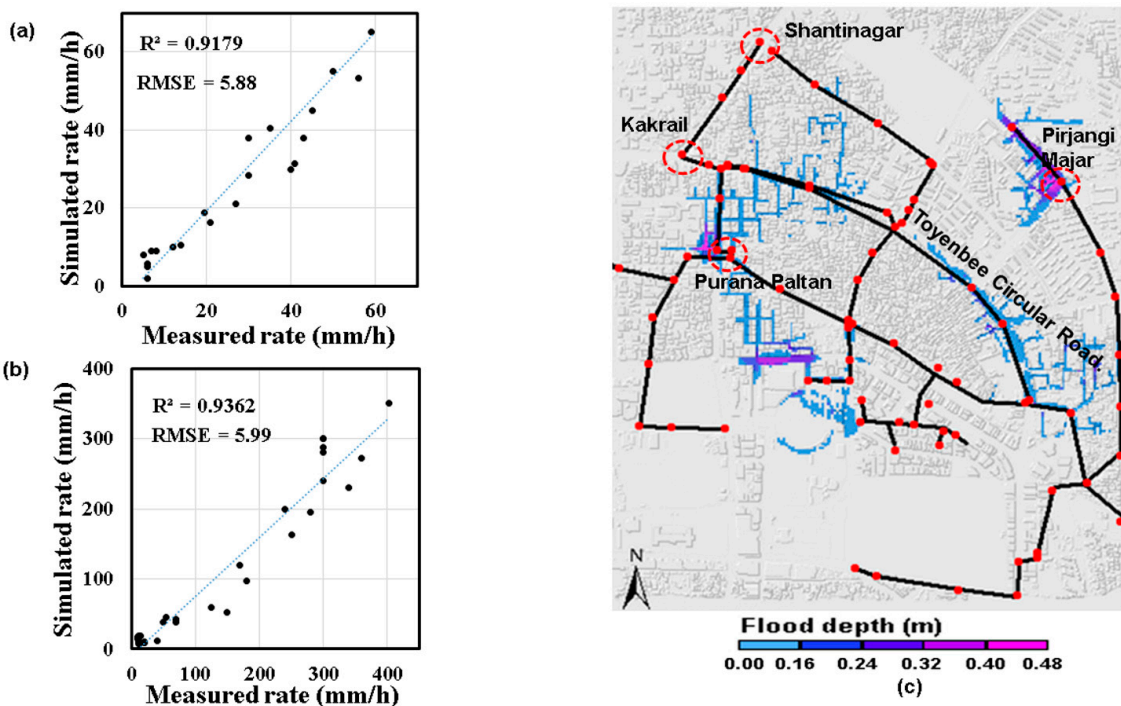 (a)
R² = 0.9179
RMSE = 5.88
Simulated rate (mm/h)
60
40
20
0
0 20 40 60
Measured rate (mm/h)
(b)
R² = 0.9362
RMSE = 5.99
Simulated rate (mm/h)
400
300
200
100
0
0 100 200 300 400
Measured rate (mm/h)
Shantinagar
Kakrail
Pirjangi
Majar
Toyenbee Circular Road.
Purana Paltan
N
Flood depth (m)
0.00 0.16 0.24 0.32 0.40 0.48
(c)